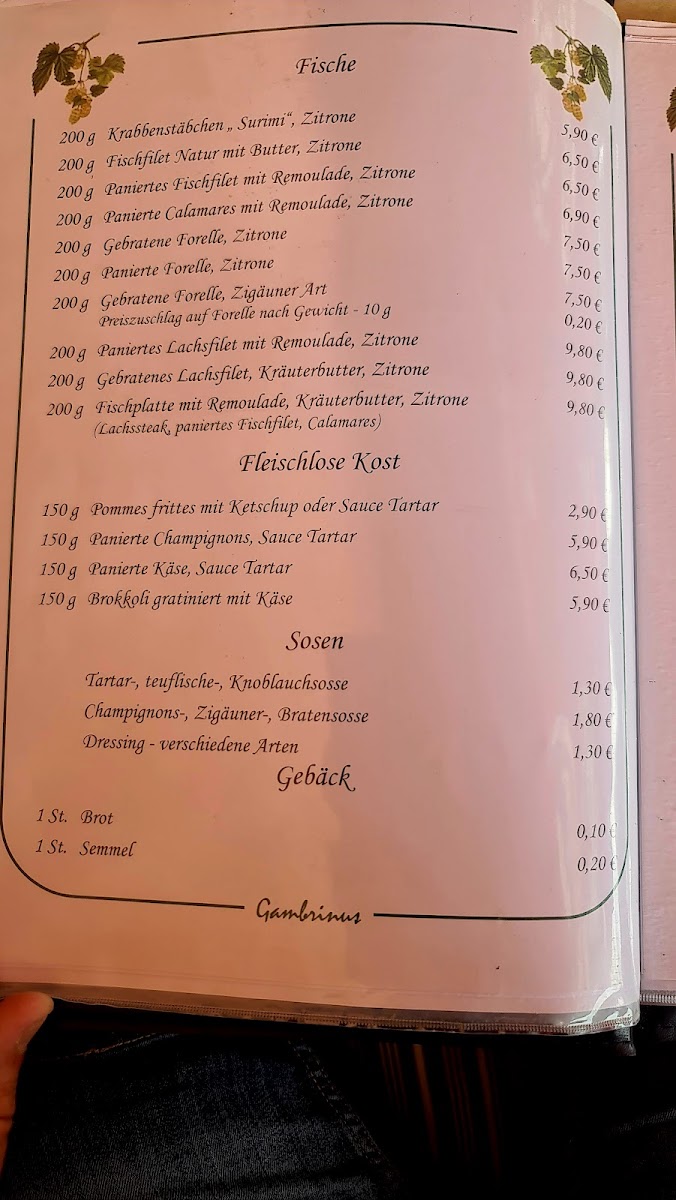 Fische
200 g Krabbenstäbchen „ Surimi“, Zitrone 5,90 €
200 g Fischfilet Natur mit Butter, Zitrone 6,50 €
200 g Paniertes Fischfilet mit Remoulade, Zitrone 6,50 €
200 g Panierte Calamares mit Remoulade, Zitrone 6,90 €
200 g Gebratene Forelle, Zitrone 7,50 €
200 g Panierte Forelle, Zitrone 7,50 €
200 g Gebratene Forelle, Zigäuner Art 7,50 €
Preiszuschlag auf Forelle nach Gewicht - 10 g 0,20 €
200 g Paniertes Lachsfilet mit Remoulade, Zitrone 9,80 €
200 g Gebratenes Lachsfilet, Kräuterbutter, Zitrone 9,80 €
200 g Fischplatte mit Remoulade, Kräuterbutter, Zitrone 9,80 €
(Lachssteak, paniertes Fischfilet, Calamares)
Fleischlose Kost
150 g Pommes frittes mit Ketschup oder Sauce Tartar 2,90 €
150 g Panierte Champignons, Sauce Tartar 5,90 €
150 g Panierte Käse, Sauce Tartar 6,50 €
150 g Brokkoli gratiniert mit Käse 5,90 €
Sosen
Tartar-, teuflische-, Knoblauchsosse 1,30 €
Champignons-, Zigäuner-, Bratensosse 1,80 €
Dressing - verschiedene Arten 1,30 €
Gebäck
1 St. Brot 0,10 €
1 St. Semmel 0,20 €
Gambrinus